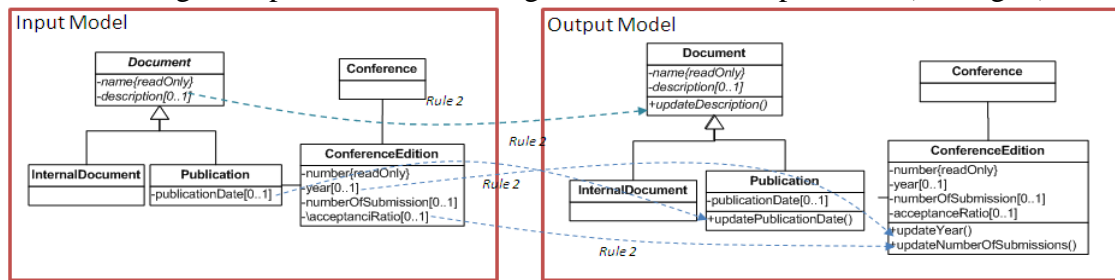 Input Model
Document
-name{readOnly}
-description[0..1]
Conference
Rule 2
InternalDocument
Publication
-publicationDate[0..1]
ConferenceEdition
-number{readOnly}
-year[0..1]
-numberOfSubmission[0..1]
-\acceptanciRatio[0..1]
Rule 2
Rule 2
Rule 2
Output Model
Document
-name{readOnly}
-description[0..1]
+updateDescription()
Conference
InternalDocument
Publication
-publicationDate[0..1]
+updatePublicationDate()
ConferenceEdition
-number{readOnly}
-year[0..1]
-numberOfSubmission[0..1]
-acceptanceRatio[0..1]
+updateYear()
+updateNumberOfSubmissions()